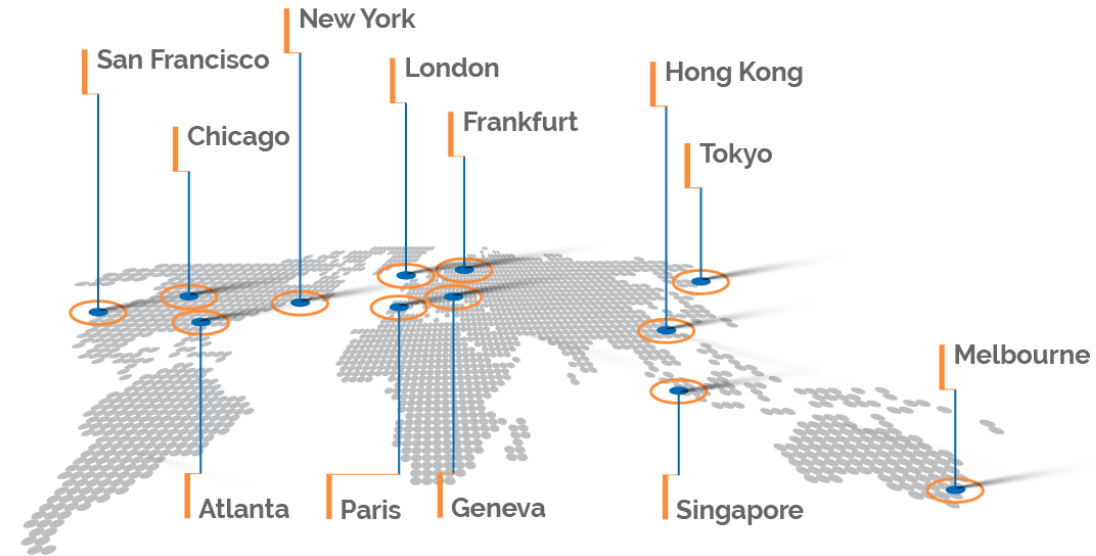 New York
San Francisco
London
Hong Kong
Frankfurt
Chicago
Tokyo
Melbourne
Atlanta
Paris
Geneva
Singapore